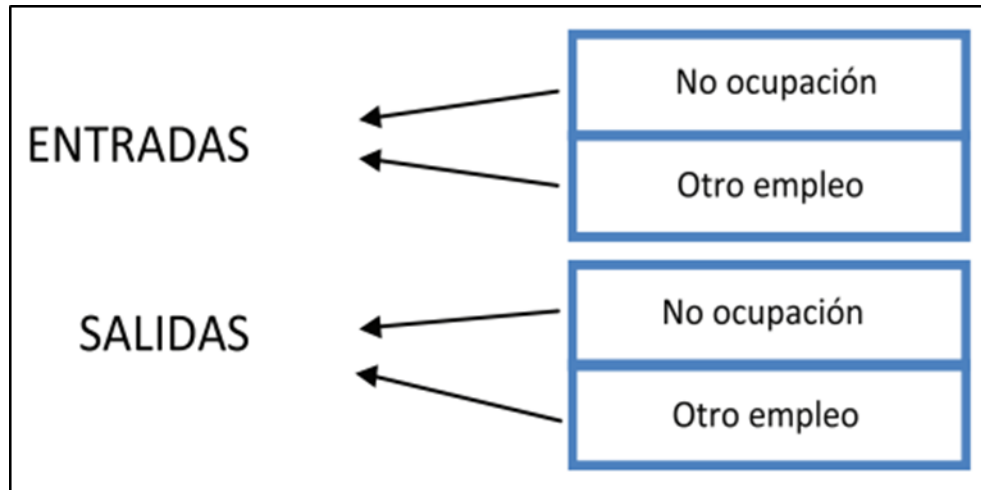 No ocupación
ENTRADAS
Otro empleo
No ocupación
SALIDAS
Otro empleo